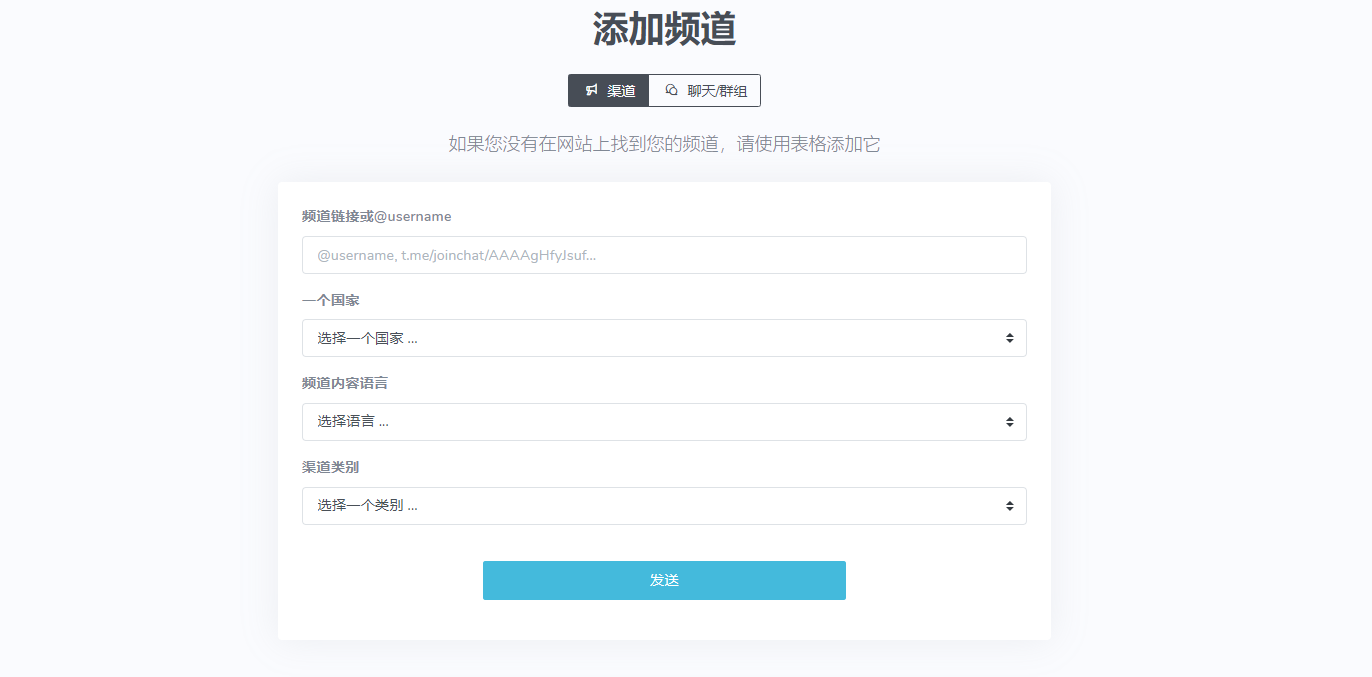 添加频道
渠道 聊天/群组
如果您没有在网站上找到您的频道，请使用表格添加它
频道链接或@username
@username, t.me/joinchat/AAAAgHfyJsuf...
一个国家
选择一个国家 ...
频道内容语言
选择语言 ...
渠道类别
选择一个类别 ...
发送